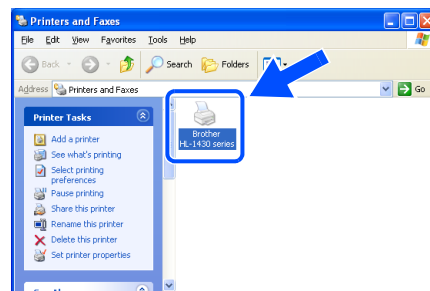 Printers and Faxes
File Edit View Favorites Tools Help
Back Search Folders
Address Printers and Faxes Go
Printer Tasks
Add a printer
See what's printing
Select printing
preferences
Pause printing
Share this printer
Rename this printer
Delete this printer
Set printer properties
Brother
HL-1430 series